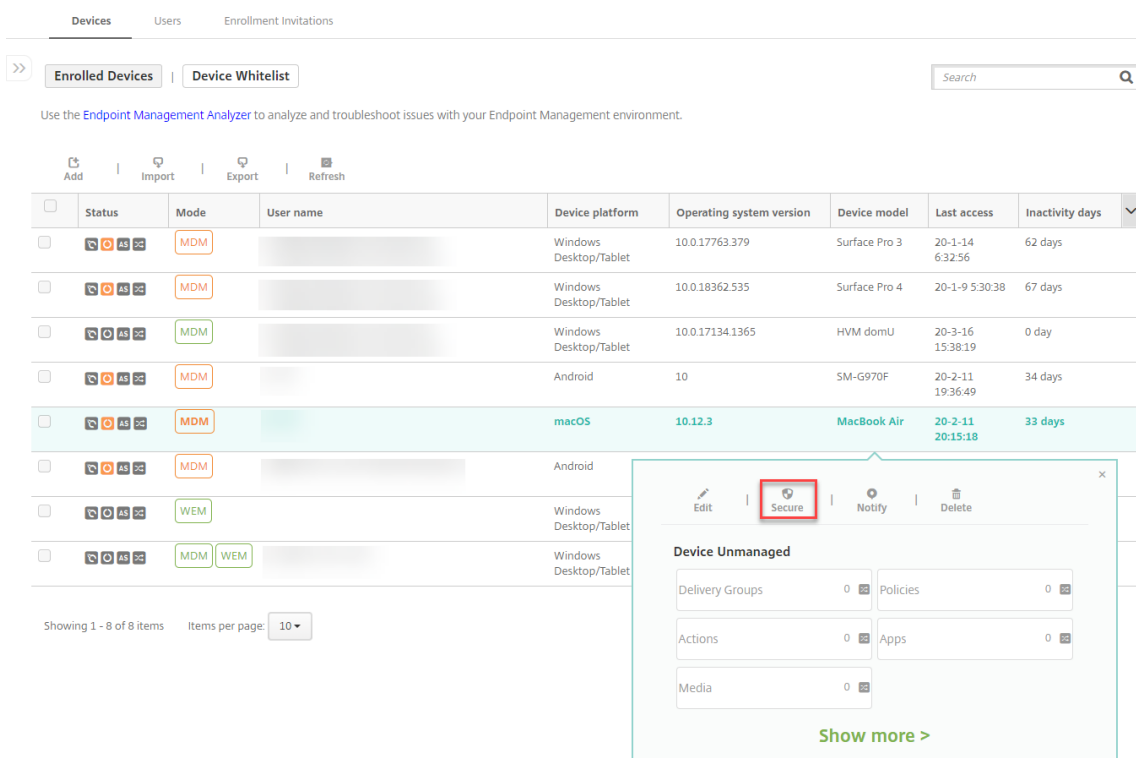 Devices Users Enrollment Invitations
Enrolled Devices | Device Whitelist Search
Use the Endpoint Management Analyzer to analyze and troubleshoot issues with your Endpoint Management environment.
Add | Import | Export | Refresh
Status Mode User name Device platform Operating system version Device model Last access Inactivity days
AS MDM Windows 10.0.17763.379 Surface Pro 3 20-1-14 62 days
Desktop/Tablet 6:32:56
AS MDM Windows 10.0.18362.535 Surface Pro 4 20-1-9 5:30:38 67 days
Desktop/Tablet
AS MDM Windows 10.0.17134.1365 HVM domU 20-3-16 0 day
Desktop/Tablet 15:38:19
AS MDM Android 10 SM-G970F 20-2-11 34 days
19:36:49
AS MDM macOS 10.12.3 MacBook Air 20-2-11 33 days
20:15:18
AS MDM Android
AS WEM Windows
Desktop/Tablet
AS MDM WEM Windows
Desktop/Tablet
Showing 1 - 8 of 8 items Items per page: 10
×
Edit | Secure | Notify | Delete
Device Unmanaged
Delivery Groups 0 Policies 0
Actions 0 Apps 0
Media 0
Show more >